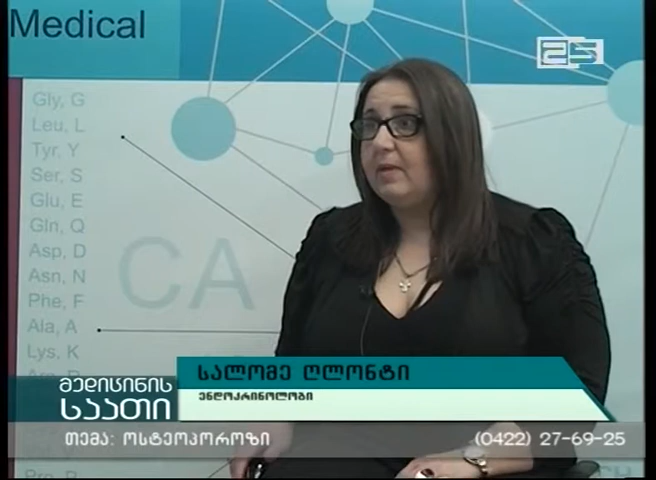 Medical
25
Gly, G
Leu, L
Tyr, Y
Ser, S
Glu, E
Gln, Q
Asp, D
Asn, N
Phe, F
Ala, A
Lys, K
CA
სალომე ღლონტი
ენდოკრინოლოგი
მედიცინის
საათი
თემა: ოსტეოპოროზი
(0422) 27-69-25